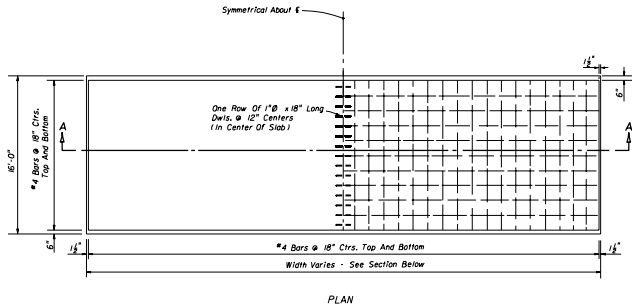 Symmetrical About ℄
1½"
6"
One Row Of 1"Ø x 18" Long
Dwls. @ 12" Centers
(In Center Of Slab)
A
A
16'-0"
#4 Bars @ 18" Ctrs.
Top And Bottom
6"
1½"
#4 Bars @ 18" Ctrs. Top And Bottom
1½"
Width Varies - See Section Below
PLAN